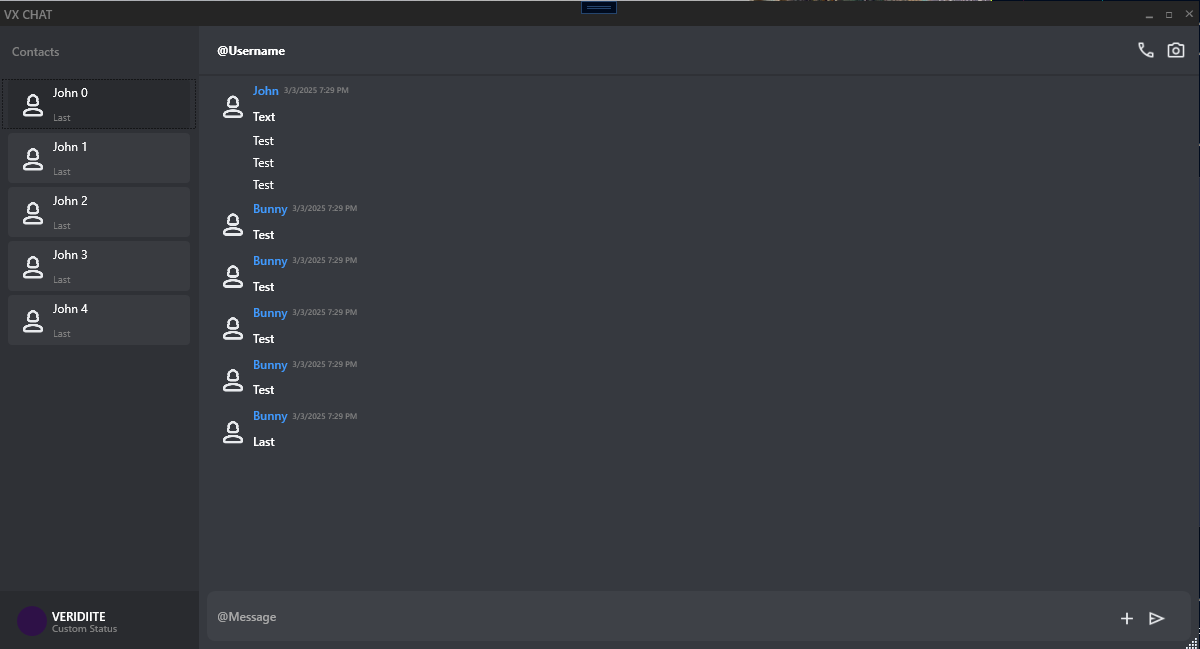 VX CHAT
Contacts
John 0
Last
John 1
Last
John 2
Last
John 3
Last
John 4
Last
VERIDIITE
Custom Status
@Username
John 3/3/2025 7:29 PM
Text
Test
Test
Test
Bunny 3/3/2025 7:29 PM
Test
Bunny 3/3/2025 7:29 PM
Test
Bunny 3/3/2025 7:29 PM
Test
Bunny 3/3/2025 7:29 PM
Test
Bunny 3/3/2025 7:29 PM
Last
@Message